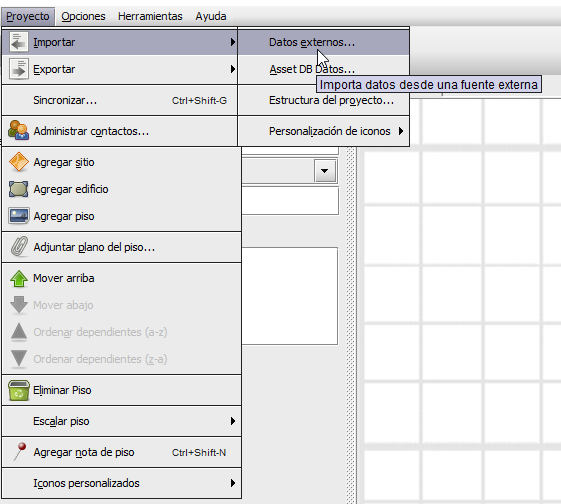 Proyecto Opciones Herramientas Ayuda
Importar
Datos externos...
Exportar
Asset DB Datos...
Importa datos desde una fuente externa
Sincronizar... Ctrl+Shift-G
Estructura del proyecto...
Administrar contactos...
Personalización de iconos
Agregar sitio
Agregar edificio
Agregar piso
Adjuntar plano del piso...
Mover arriba
Mover abajo
Ordenar dependientes (a-z)
Ordenar dependientes (z-a)
Eliminar Piso
Escalar piso
Agregar nota de piso Ctrl+Shift-N
Iconos personalizados